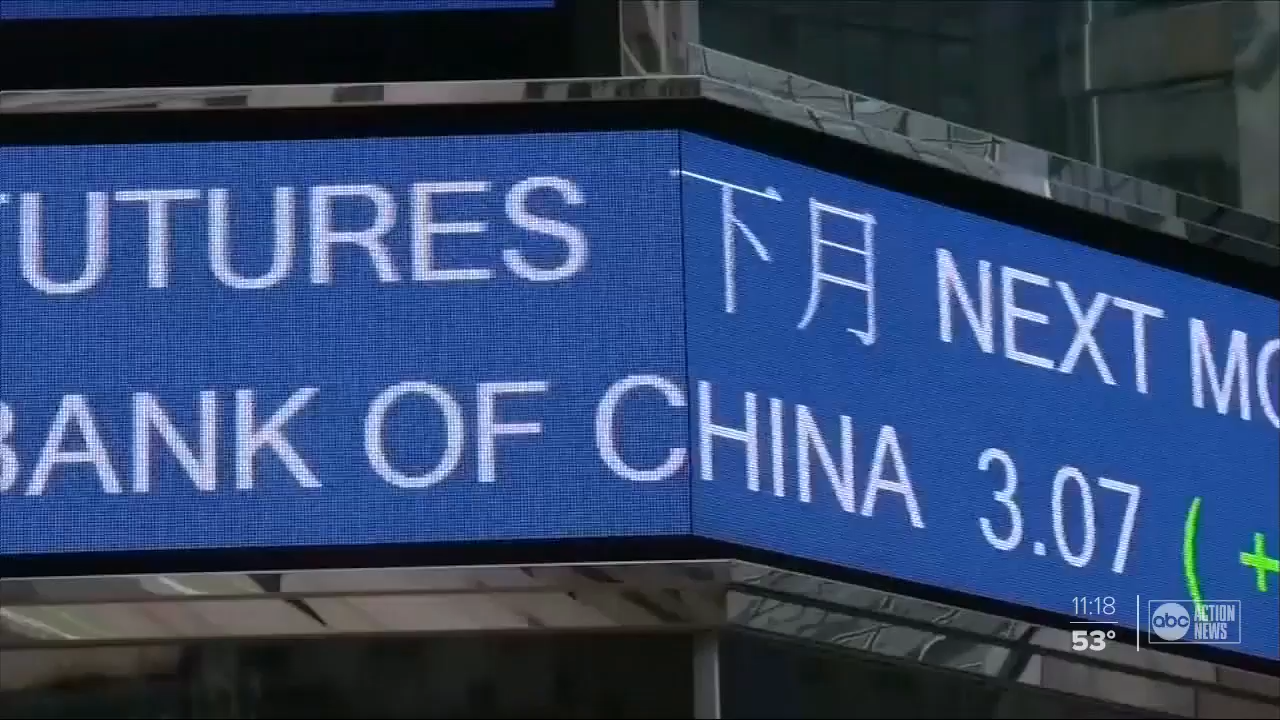 UTURES 下月 NEXT MO
BANK OF CHINA 3.07 (+
11:18
53°
abc ACTION NEWS